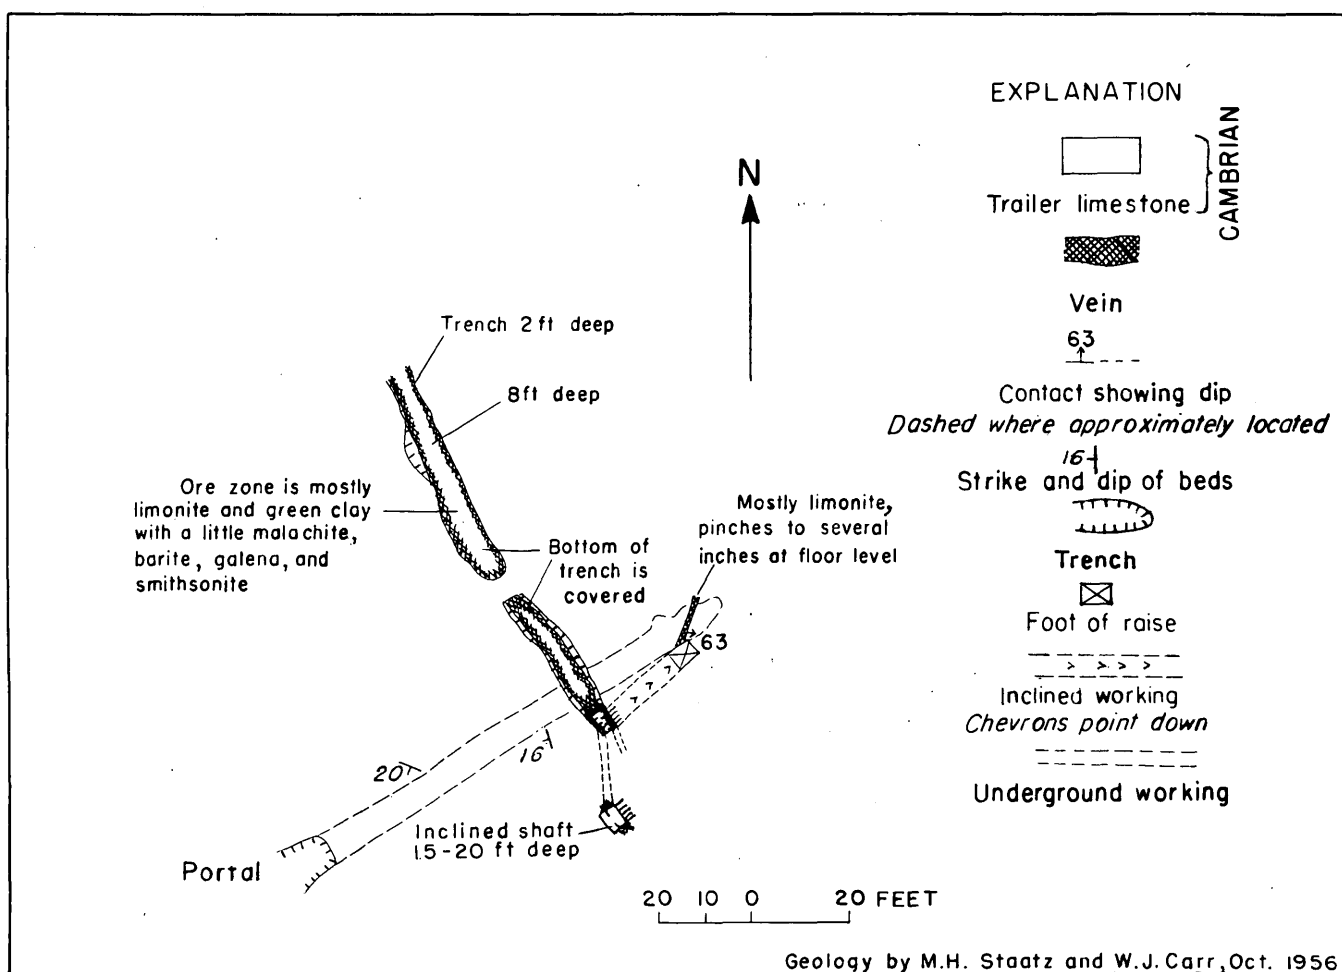 EXPLANATION
Trailer limestone
CAMBRIAN
Vein
63
Contact showing dip
Dashed where approximately located
16
Strike and dip of beds
Trench
Foot of raise
Inclined working
Chevrons point down
Underground working
N
Trench 2 ft deep
8ft deep
Ore zone is mostly
limonite and green clay
with a little malachite,
barite, galena, and
smithsonite
Bottom of
trench is
covered
Mostly limonite,
pinches to several
inches at floor level
63
16
20
Inclined shaft
15-20 ft deep
Portal
20 10 0 20 FEET
Geology by M.H. Staatz and W.J. Carr, Oct. 1956